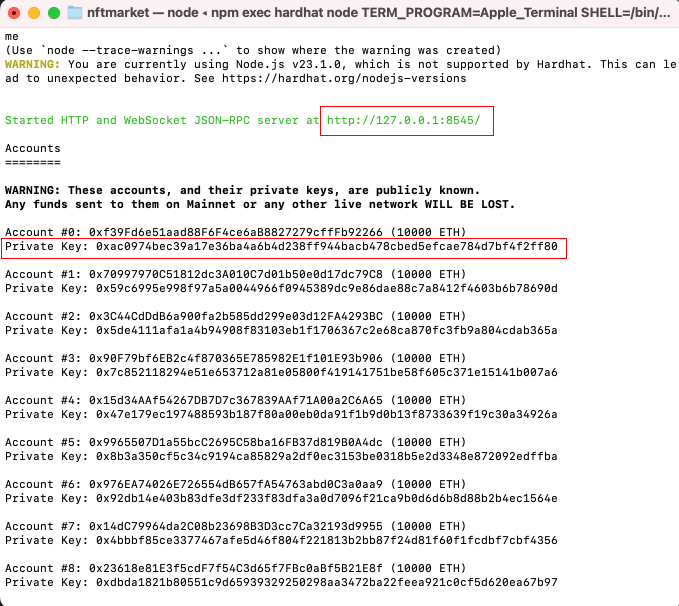 nftmarket — node ◂ npm exec hardhat node TERM_PROGRAM=Apple_Terminal SHELL=/bin/...
me
(Use `node --trace-warnings ...` to show where the warning was created)
WARNING: You are currently using Node.js v23.1.0, which is not supported by Hardhat. This can le
ad to unexpected behavior. See https://hardhat.org/nodejs-versions
Started HTTP and WebSocket JSON-RPC server at http://127.0.0.1:8545/
Accounts
========
WARNING: These accounts, and their private keys, are publicly known.
Any funds sent to them on Mainnet or any other live network WILL BE LOST.
Account #0: 0xf39Fd6e51aad88F6F4ce6aB8827279cffFb92266 (10000 ETH)
Private Key: 0xac0974bec39a17e36ba4a6b4d238ff944bacb478cbed5efcae784d7bf4f2ff80
Account #1: 0x70997970C51812dc3A010C7d01b50e0d17dc79C8 (10000 ETH)
Private Key: 0x59c6995e998f97a5a0044966f0945389dc9e86dae88c7a8412f4603b6b78690d
Account #2: 0x3C44CdDdB6a900fa2b585dd299e03d12FA4293BC (10000 ETH)
Private Key: 0x5de4111afa1a4b94908f83103eb1f1706367c2e68ca870fc3fb9a804cdab365a
Account #3: 0x90F79bf6EB2c4f870365E785982E1f101E93b906 (10000 ETH)
Private Key: 0x7c852118294e51e653712a81e05800f419141751be58f605c371e15141b007a6
Account #4: 0x15d34AAf54267DB7D7c367839AAf71A00a2C6A65 (10000 ETH)
Private Key: 0x47e179ec197488593b187f80a00eb0da91f1b9d0b13f8733639f19c30a34926a
Account #5: 0x9965507D1a55bcC2695C58ba16FB37d819B0A4dc (10000 ETH)
Private Key: 0x8b3a350cf5c34c9194ca85829a2df0ec3153be0318b5e2d3348e872092edffba
Account #6: 0x976EA74026E726554dB657fA54763abd0C3a0aa9 (10000 ETH)
Private Key: 0x92db14e403b83dfe3df233f83dfa3a0d7096f21ca9b0d6d6b8d88b2b4ec1564e
Account #7: 0x14dC79964da2C08b23698B3D3cc7Ca32193d9955 (10000 ETH)
Private Key: 0x4bbbf85ce3377467afe5d46f804f221813b2bb87f24d81f60f1fcdbf7cbf4356
Account #8: 0x23618e81E3f5cdF7f54C3d65f7FBc0aBf5B21E8f (10000 ETH)
Private Key: 0xdbda1821b80551c9d65939329250298aa3472ba22feea921c0cf5d620ea67b97